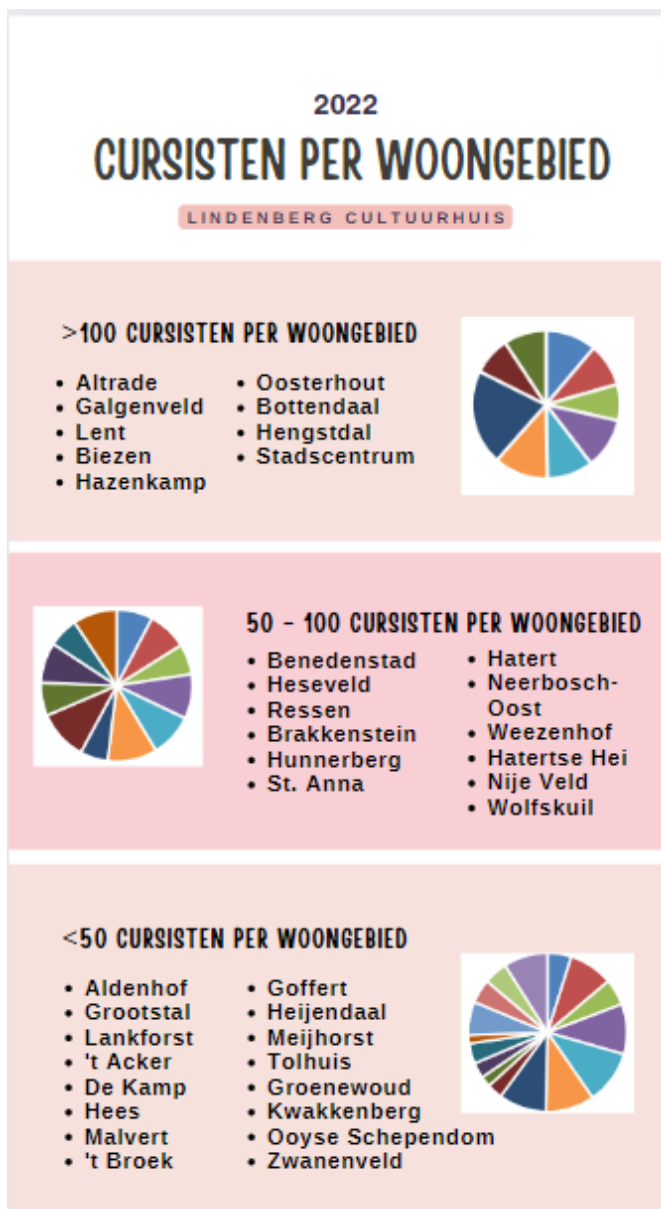 2022
CURSISTEN PER WOONGEBIED
LINDENBERG CULTUURHUIS
>100 CURSISTEN PER WOONGEBIED
• Altrade
• Galgenveld
• Lent
• Biezen
• Hazenkamp
• Oosterhout
• Bottendaal
• Hengstdal
• Stadscentrum
50 - 100 CURSISTEN PER WOONGEBIED
• Benedenstad
• Heseveld
• Ressen
• Brakkenstein
• Hunnerberg
• St. Anna
• Hatert
• Neerbosch-
Oost
• Weezenhof
• Hatertse Hei
• Nije Veld
• Wolfskuil
<50 CURSISTEN PER WOONGEBIED
• Aldenhof
• Grootstal
• Lankforst
• 't Acker
• De Kamp
• Hees
• Malvert
• 't Broek
• Goffert
• Heijendaal
• Meijhorst
• Tolhuis
• Groenewoud
• Kwakkenberg
• Ooyse Schependom
• Zwanenveld